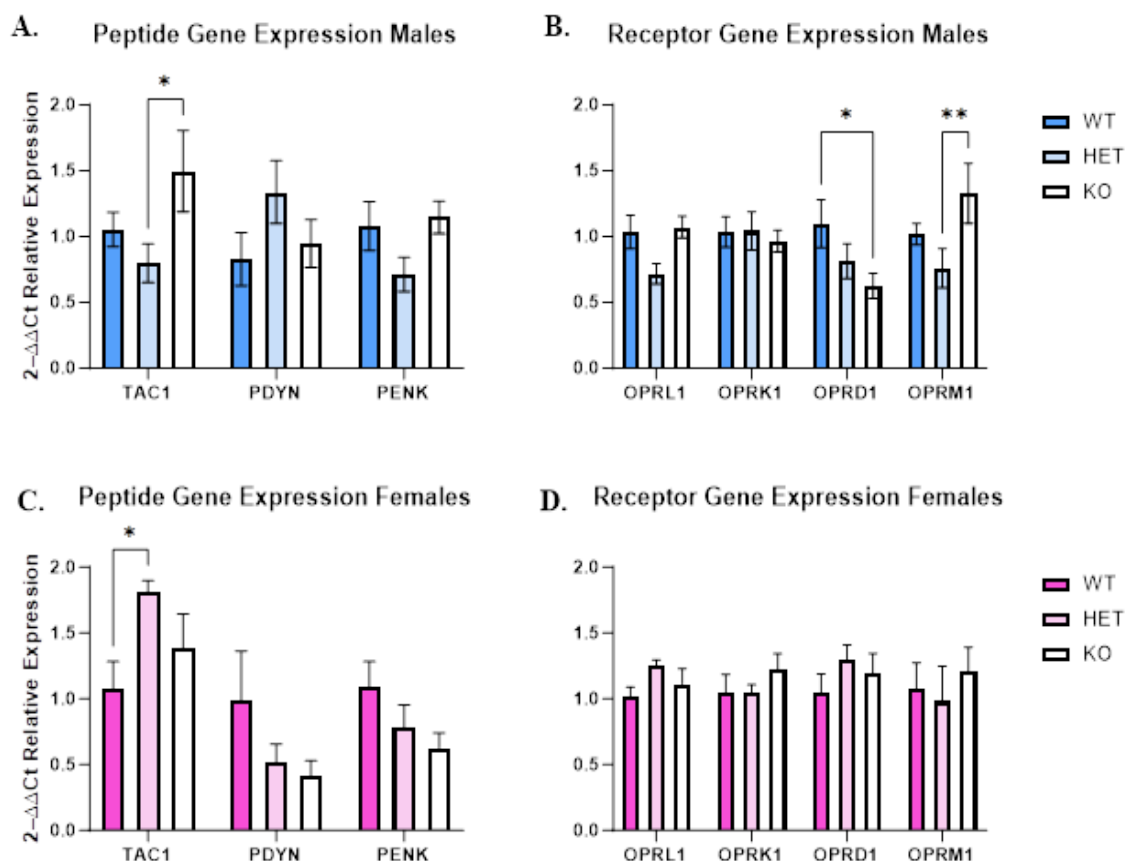 A.
Peptide Gene Expression Males
*
2−ΔΔCt Relative Expression
2.0
1.5
1.0
0.5
0.0
TAC1
PDYN
PENK
B.
Receptor Gene Expression Males
*
**
2.0
1.5
1.0
0.5
0.0
OPRL1
OPRK1
OPRD1
OPRM1
WT
HET
KO
C.
Peptide Gene Expression Females
*
2−ΔΔCt Relative Expression
2.0
1.5
1.0
0.5
0.0
TAC1
PDYN
PENK
D.
Receptor Gene Expression Females
2.0
1.5
1.0
0.5
0.0
OPRL1
OPRK1
OPRD1
OPRM1
WT
HET
KO